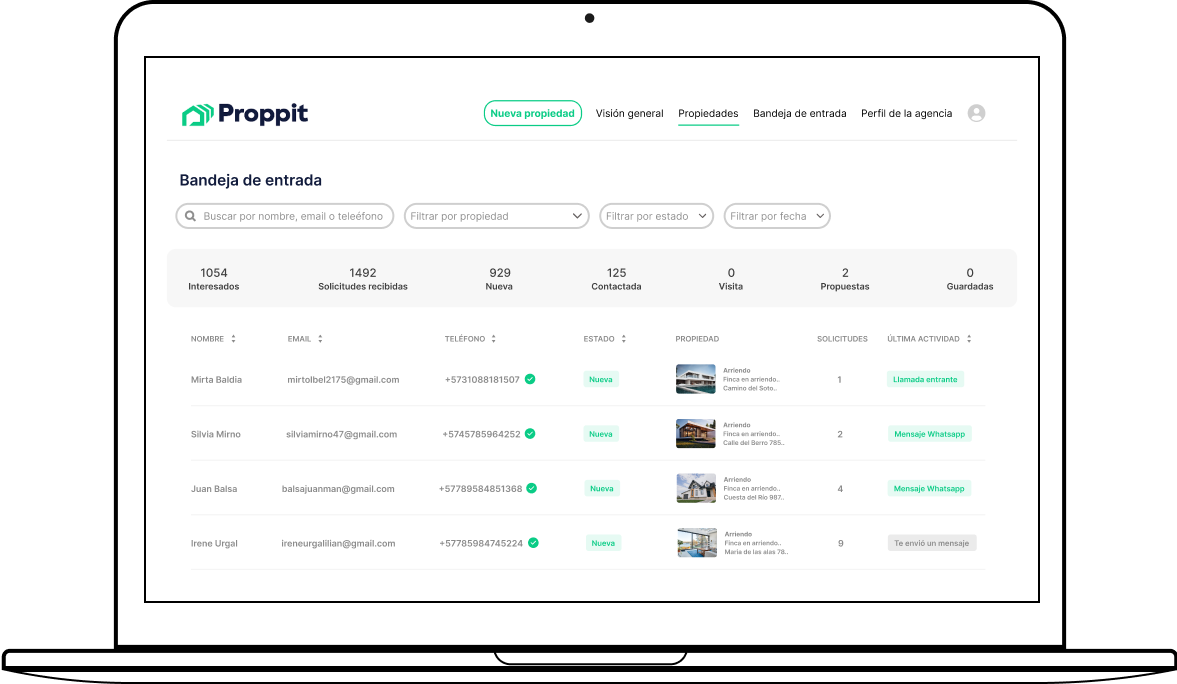 Proppit
Nueva propiedad
Visión general
Propiedades
Bandeja de entrada
Perfil de la agencia
Bandeja de entrada
Buscar por nombre, email o teleéfono
Filtrar por propiedad
Filtrar por estado
Filtrar por fecha
1054
Interesados
1492
Solicitudes recibidas
929
Nueva
125
Contactada
0
Visita
2
Propuestas
0
Guardadas
NOMBRE
EMAIL
TELÉFONO
ESTADO
PROPIEDAD
SOLICITUDES
ÚLTIMA ACTIVIDAD
Mirta Baldia
mirtolbel2175@gmail.com
+5731088181507
Nueva
Arriendo
Finca en arriendo..
Camino del Soto..
1
Llamada entrante
Silvia Mirno
silviamirno47@gmail.com
+5745785964252
Nueva
Arriendo
Finca en arriendo..
Calle del Berro 785..
2
Mensaje Whatsapp
Juan Balsa
balsajuanman@gmail.com
+57789584851368
Nueva
Arriendo
Finca en arriendo..
Cuesta del Río 987..
4
Mensaje Whatsapp
Irene Urgal
ireneurgalilian@gmail.com
+57785984745224
Nueva
Arriendo
Finca en arriendo..
Maria de las alas 78..
9
Te envió un mensaje